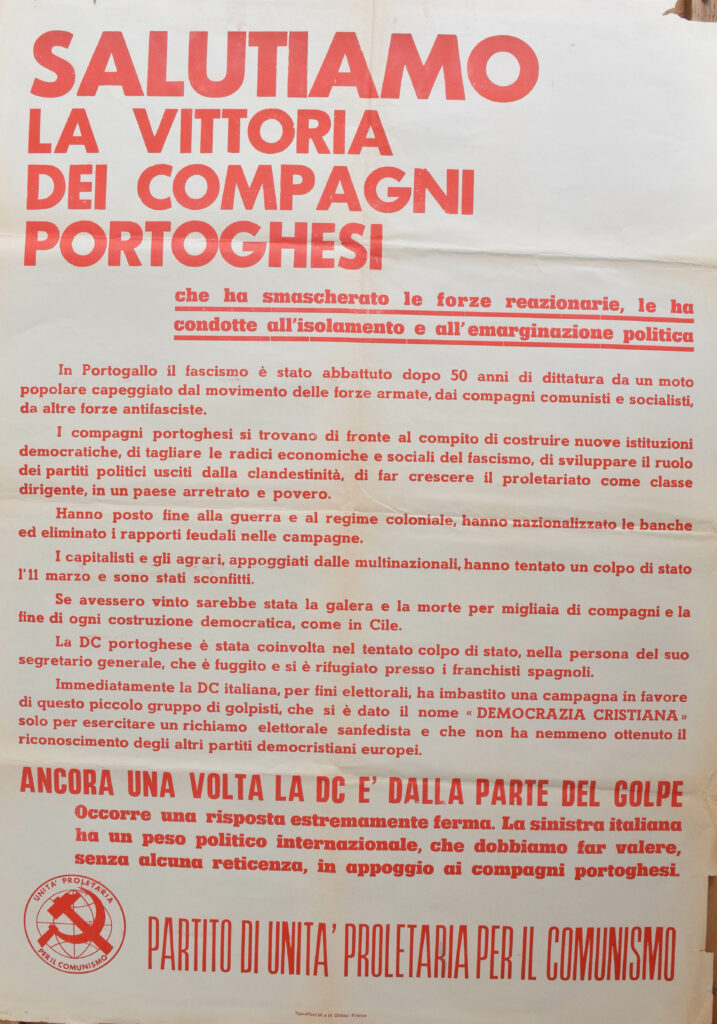 SALUTIAMO
LA VITTORIA
DEI COMPAGNI
PORTOGHESI
che ha smascherato le forze reazionarie, le ha
condotte all'isolamento e all'emarginazione politica
In Portogallo il fascismo è stato abbattuto dopo 50 anni di dittatura da un moto
popolare capeggiato dal movimento delle forze armate, dai compagni comunisti e socialisti,
da altre forze antifasciste.
I compagni portoghesi si trovano di fronte al compito di costruire nuove istituzioni
democratiche, di tagliare le radici economiche e sociali del fascismo, di sviluppare il ruolo
dei partiti politici usciti dalla clandestinità, di far crescere il proletariato come classe
dirigente, in un paese arretrato e povero.
Hanno posto fine alla guerra e al regime coloniale, hanno nazionalizzato le banche
ed eliminato i rapporti feudali nelle campagne.
I capitalisti e gli agrari, appoggiati dalle multinazionali, hanno tentato un colpo di stato
l'11 marzo e sono stati sconfitti.
Se avessero vinto sarebbe stata la galera e la morte per migliaia di compagni e la
fine di ogni costruzione democratica, come in Cile.
La DC portoghese è stata coinvolta nel tentato colpo di stato, nella persona del suo
segretario generale, che è fuggito e si è rifugiato presso i franchisti spagnoli.
Immediatamente la DC italiana, per fini elettorali, ha imbastito una campagna in favore
di questo piccolo gruppo di golpisti, che si è dato il nome « DEMOCRAZIA CRISTIANA »
solo per esercitare un richiamo elettorale sanfedista e che non ha nemmeno ottenuto il
riconoscimento degli altri partiti democristiani europei.
ANCORA UNA VOLTA LA DC E' DALLA PARTE DEL GOLPE
Occorre una risposta estremamente ferma. La sinistra italiana
ha un peso politico internazionale, che dobbiamo far valere,
senza alcuna reticenza, in appoggio ai compagni portoghesi.
UNITA' PROLETARIA
PER IL COMUNISMO
PARTITO DI UNITA' PROLETARIA PER IL COMUNISMO